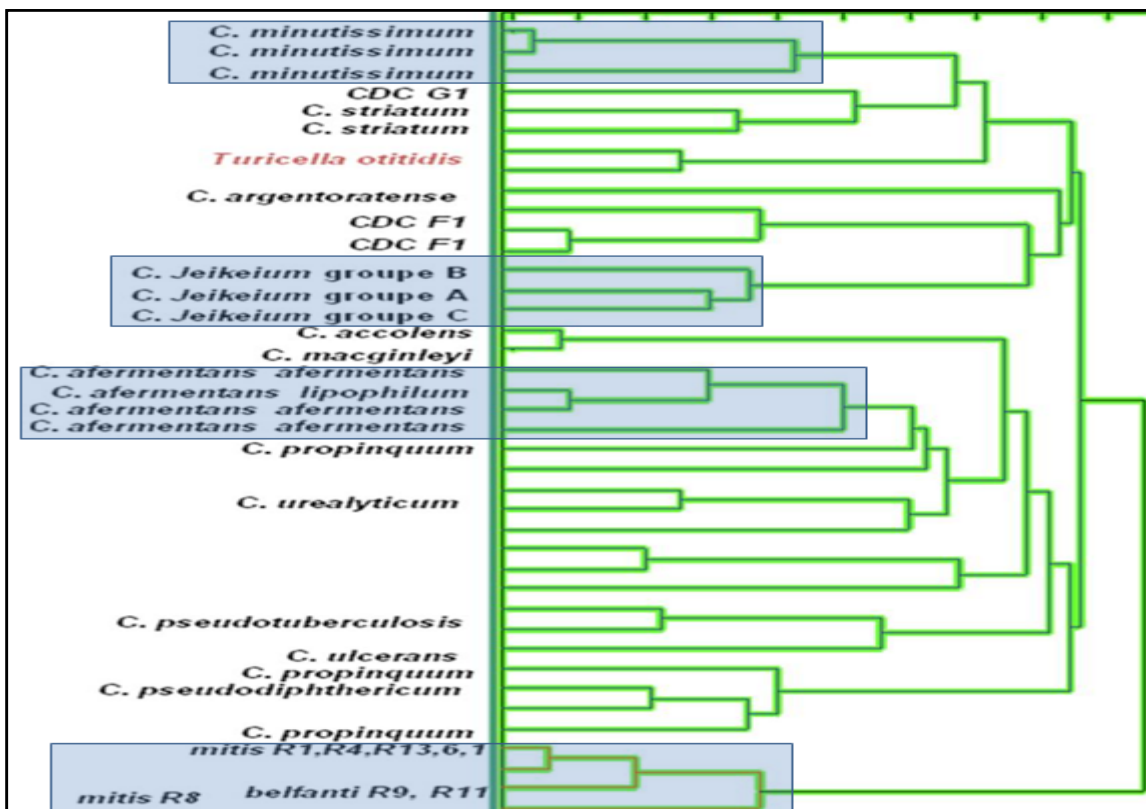 C. minutissimum
C. minutissimum
C. minutissimum
CDC G1
C. striatum
C. striatum
Turicella otitidis
C. argentoratense
CDC F1
CDC F1
C. Jeikeium groupe B
C. Jeikeium groupe A
C. Jeikeium groupe C
C. accolens
C. macginleyi
C. afermentans afermentans
C. afermentans lipophilum
C. afermentans afermentans
C. afermentans afermentans
C. propinquum
C. urealyticum
C. pseudotuberculosis
C. ulcerans
C. propinquum
C. pseudodiphthericum
C. propinquum
mitis R1,R4,R13,6,1
belfanti R9, R11
mitis R8